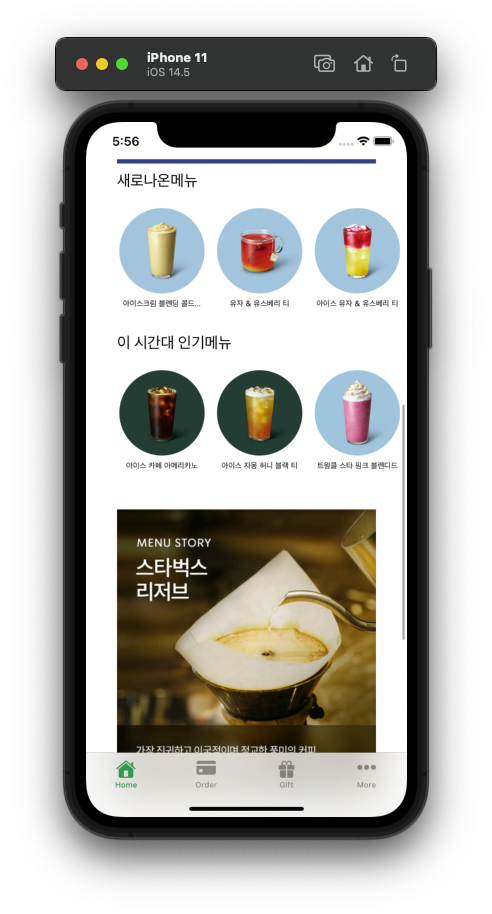 iPhone 11
iOS 14.5
5:56
새로나온메뉴
아이스크림 블렌딩 콜드...
유자 & 유스베리 티
아이스 유자 & 유스베리 티
이 시간대 인기메뉴
아이스 카페 아메리카노
아이스 자몽 허니 블랙 티
트윙클 스타 핑크 블렌디드
MENU STORY
스타벅스
리저브
가장 진귀하고 이국적이며 정교한 풍미의 커피
Home
Order
Gift
More